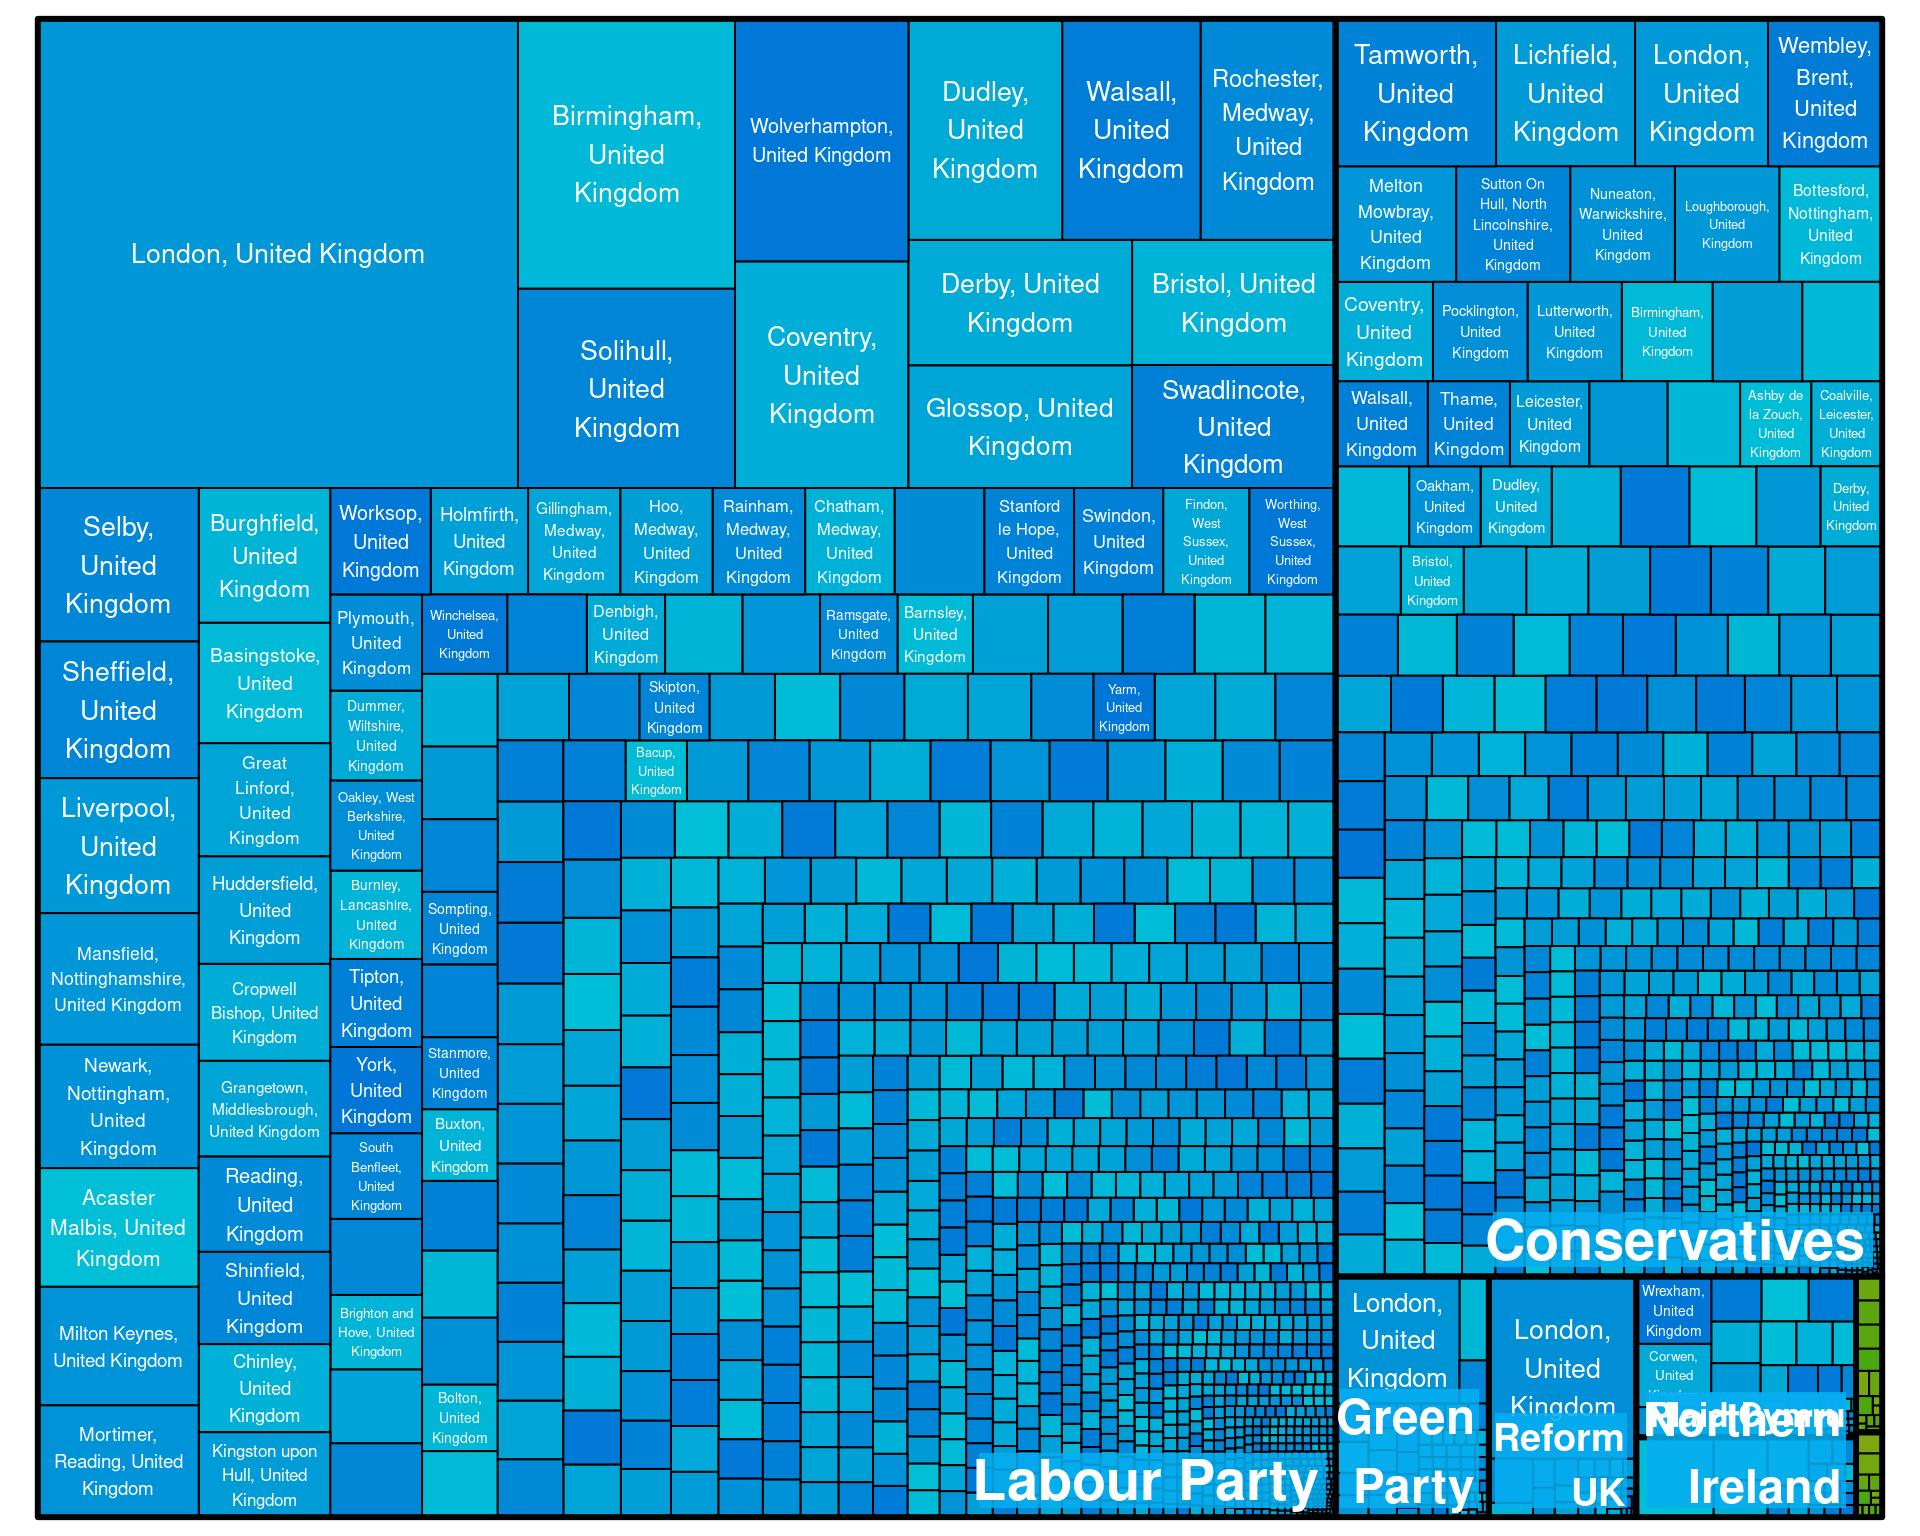 London, United Kingdom
Birmingham,
United
Kingdom
Solihull,
United
Kingdom
Wolverhampton,
United Kingdom
Coventry,
United
Kingdom
Dudley,
United
Kingdom
Walsall,
United
Kingdom
Rochester,
Medway,
United
Kingdom
Derby, United
Kingdom
Bristol, United
Kingdom
Glossop, United
Kingdom
Swadlincote,
United
Kingdom
Selby,
United
Kingdom
Sheffield,
United
Kingdom
Liverpool,
United
Kingdom
Mansfield,
Nottinghamshire,
United Kingdom
Newark,
Nottingham,
United
Kingdom
Acaster
Malbis, United
Kingdom
Milton Keynes,
United Kingdom
Mortimer,
Reading, United
Kingdom
Burghfield,
United
Kingdom
Basingstoke,
United
Kingdom
Great
Linford,
United
Kingdom
Huddersfield,
United
Kingdom
Cropwell
Bishop, United
Kingdom
Grangetown,
Middlesbrough,
United Kingdom
Reading,
United
Kingdom
Shinfield,
United
Kingdom
Chinley,
United
Kingdom
Kingston upon
Hull, United
Kingdom
Worksop,
United
Kingdom
Plymouth,
United
Kingdom
Dummer,
Wiltshire,
United
Kingdom
Oakley, West
Berkshire,
United
Kingdom
Burnley,
Lancashire,
United
Kingdom
Tipton,
United
Kingdom
York,
United
Kingdom
South
Benfleet,
United
Kingdom
Brighton and
Hove, United
Kingdom
Holmfirth,
United
Kingdom
Gillingham,
Medway,
United
Kingdom
Hoo,
Medway,
United
Kingdom
Rainham,
Medway,
United
Kingdom
Chatham,
Medway,
United
Kingdom
Stanford
le Hope,
United
Kingdom
Swindon,
United
Kingdom
Findon,
West
Sussex,
United
Kingdom
Worthing,
West
Sussex,
United
Kingdom
Winchelsea,
United
Kingdom
Denbigh,
United
Kingdom
Ramsgate,
United
Kingdom
Barnsley,
United
Kingdom
Skipton,
United
Kingdom
Yarm,
United
Kingdom
Bacup,
United
Kingdom
Sompting,
United
Kingdom
Stanmore,
United
Kingdom
Buxton,
United
Kingdom
Bolton,
United
Kingdom
Labour Party
Tamworth,
United
Kingdom
Lichfield,
United
Kingdom
London,
United
Kingdom
Wembley,
Brent,
United
Kingdom
Melton
Mowbray,
United
Kingdom
Sutton On
Hull, North
Lincolnshire,
United
Kingdom
Nuneaton,
Warwickshire,
United
Kingdom
Loughborough,
United
Kingdom
Bottesford,
Nottingham,
United
Kingdom
Coventry,
United
Kingdom
Pocklington,
United
Kingdom
Lutterworth,
United
Kingdom
Birmingham,
United
Kingdom
Walsall,
United
Kingdom
Thame,
United
Kingdom
Leicester,
United
Kingdom
Ashby de
la Zouch,
United
Kingdom
Coalville,
Leicester,
United
Kingdom
Oakham,
United
Kingdom
Dudley,
United
Kingdom
Derby,
United
Kingdom
Bristol,
United
Kingdom
Conservatives
London,
United
Kingdom
Green
Party
London,
United
Kingdom
Reform
UK
Wrexham,
United
Kingdom
Corwen,
United
Kingdom
Plaid Cymru
Northern
Ireland